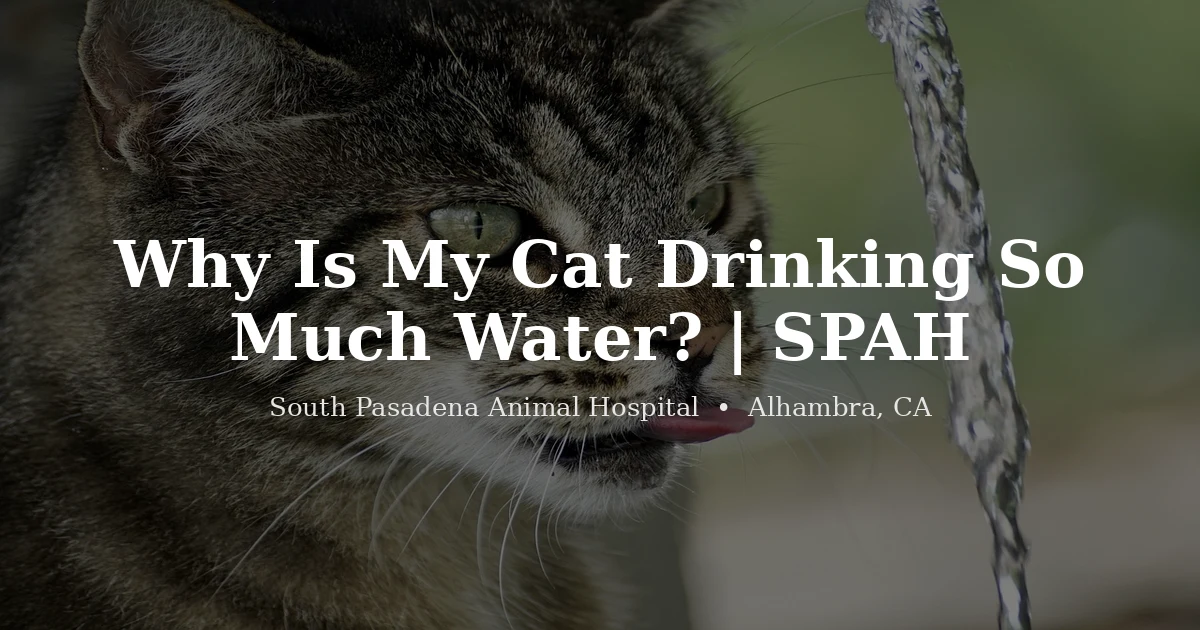 Why Is My Cat Drinking So
Much Water? | SPAH
South Pasadena Animal Hospital • Alhambra, CA